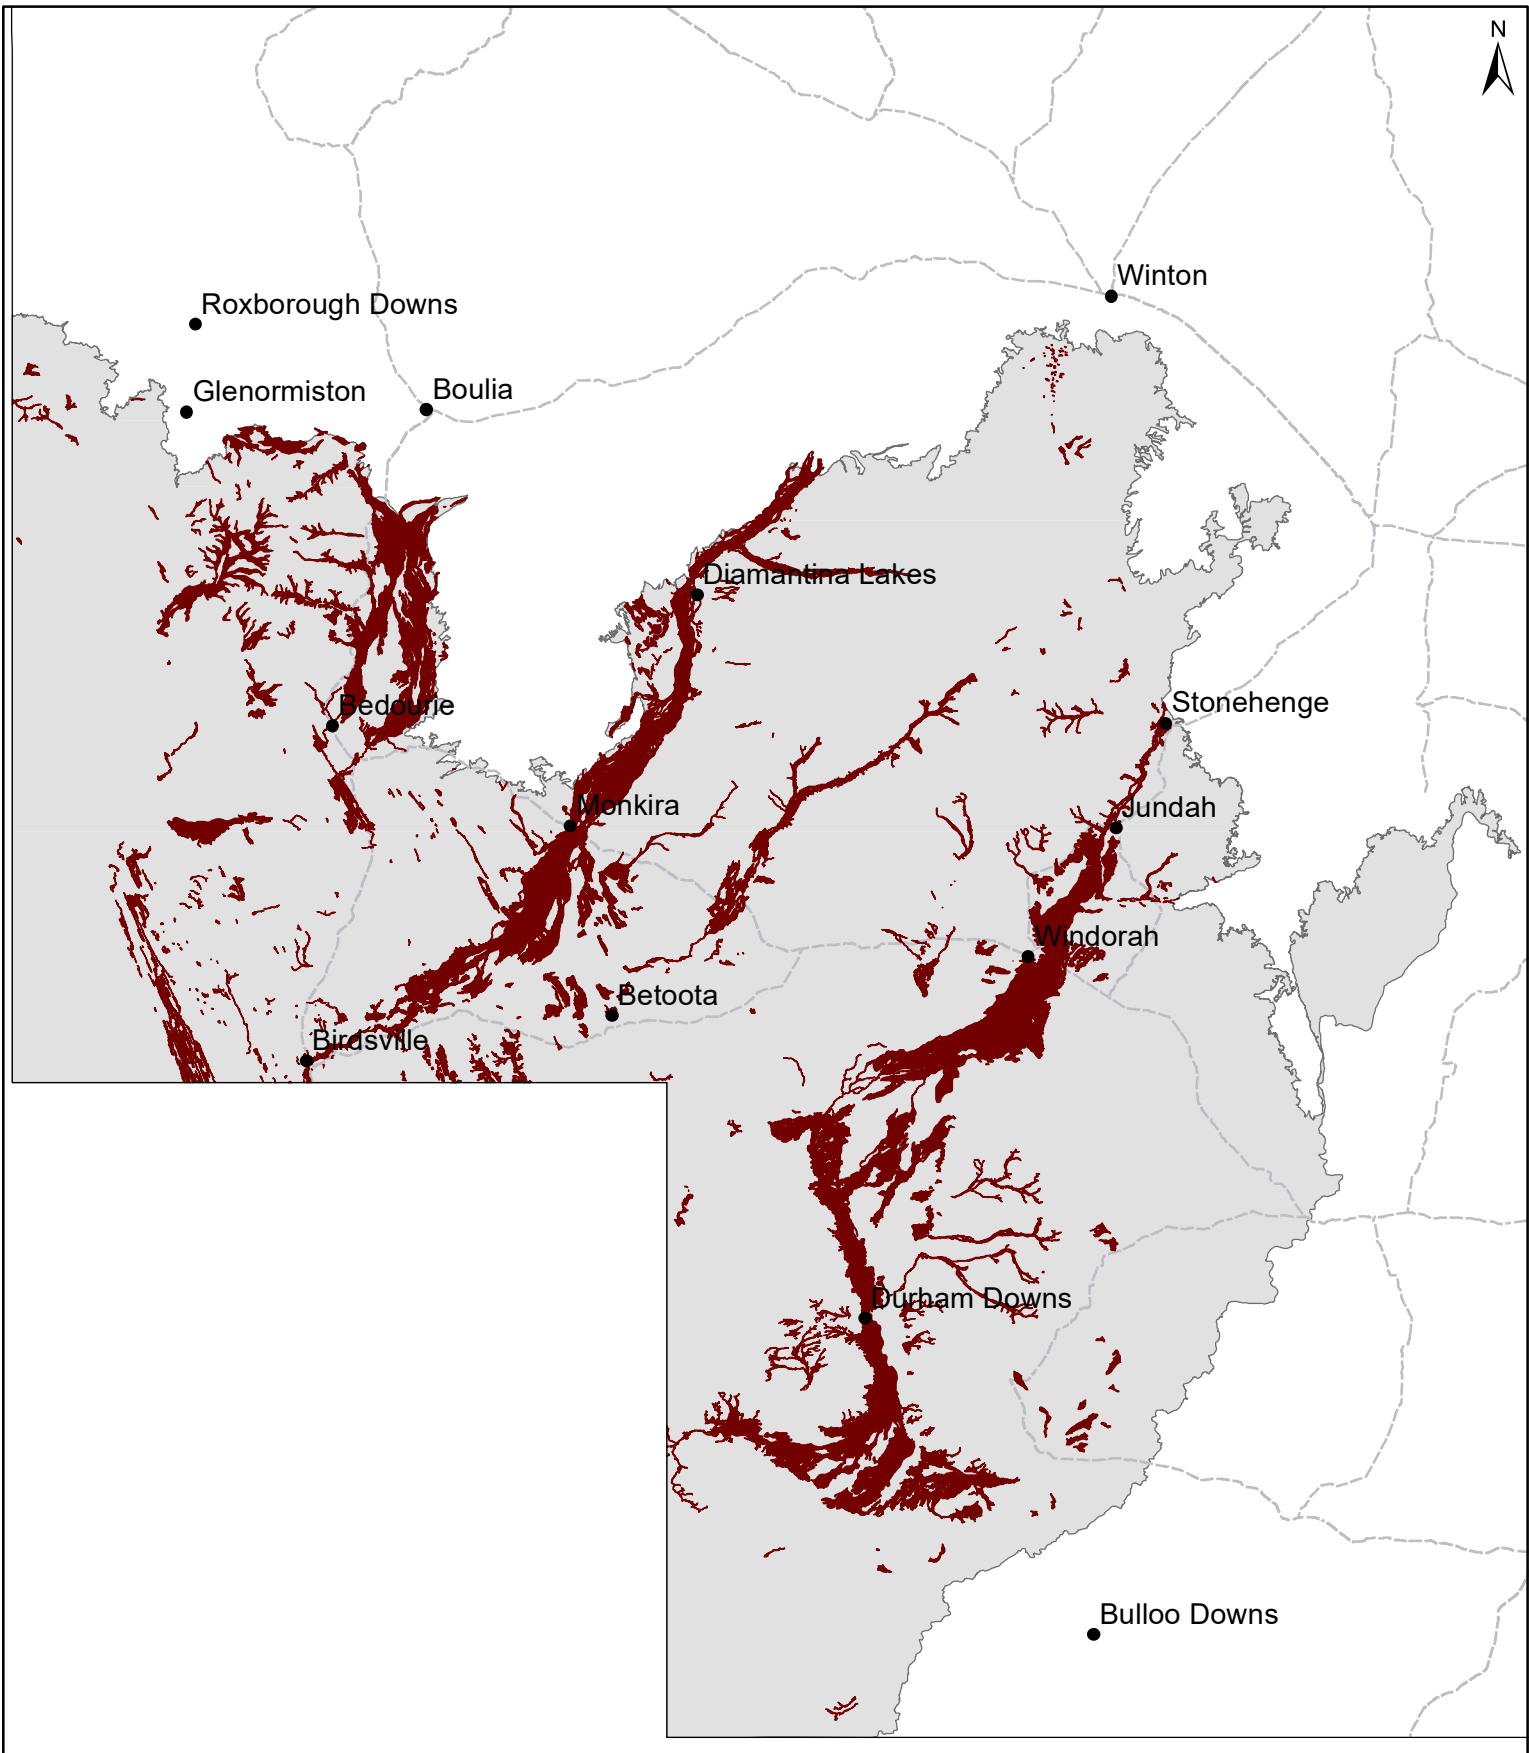 N
Winton
Roxborough Downs
Glenormiston
Boulia
Diamantina Lakes
Stonehenge
Bedourie
Monkira
Jundah
Windorah
Betoota
Birdsville
Durham Downs
Bulloo Downs